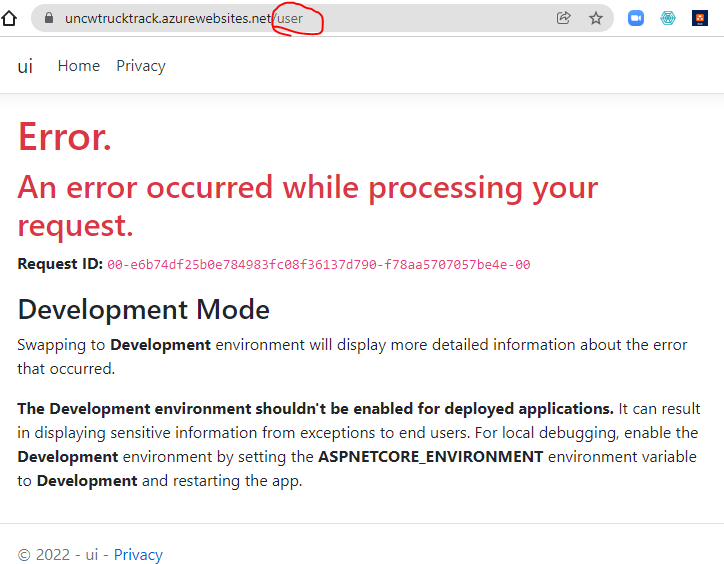 uncwtrucktrack.azurewebsites.net/user
ui Home Privacy
Error.
An error occurred while processing your
request.
Request ID: 00-e6b74df25b0e784983fc08f36137d790-f78aa5707057be4e-00
Development Mode
Swapping to Development environment will display more detailed information about the error
that occurred.
The Development environment shouldn't be enabled for deployed applications. It can result
in displaying sensitive information from exceptions to end users. For local debugging, enable the
Development environment by setting the ASPNETCORE_ENVIRONMENT environment variable
to Development and restarting the app.
© 2022 - ui - Privacy